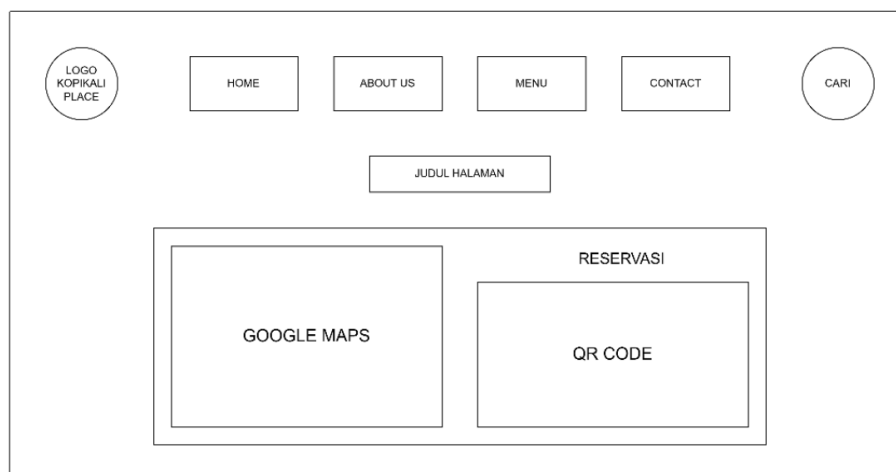 LOGO
KOPIKALI
PLACE
HOME
ABOUT US
MENU
CONTACT
CARI
JUDUL HALAMAN
GOOGLE MAPS
RESERVASI
QR CODE